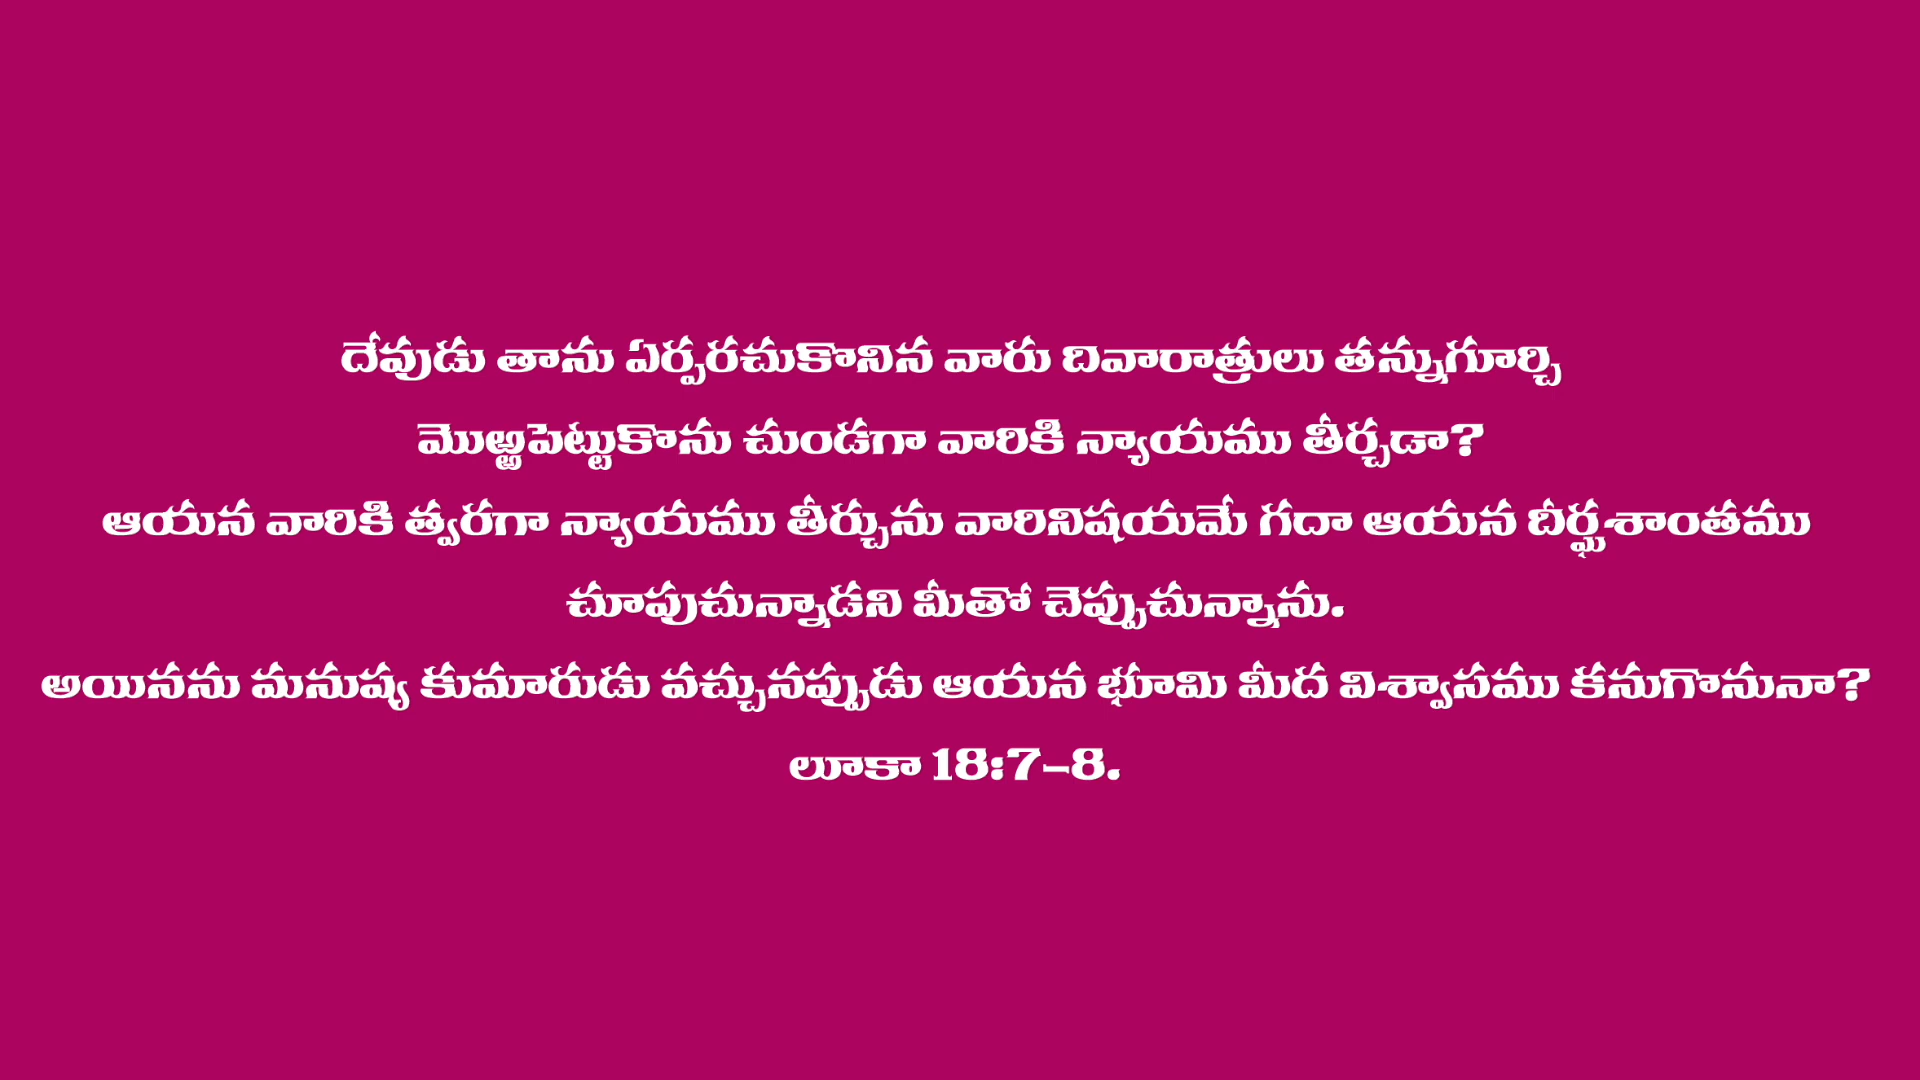 దేవుడు తాను ఏర్పరచుకొనిన వారు దివారాత్రులు తన్నుగూర్చి
మొఱ్ఱపెట్టుకొను చుండగా వారికి న్యాయము తీర్చడా?
ఆయన వారికి త్వరగా న్యాయము తీర్చును వారినిషయమే గదా ఆయన దీర్ఘశాంతము
చూపుచున్నాడని మీతో చెప్పుచున్నాను.
అయినను మనుష్య కుమారుడు వచ్చునప్పుడు ఆయన భూమి మీద విశ్వాసము కనుగొనునా?
లూకా 18:7-8.